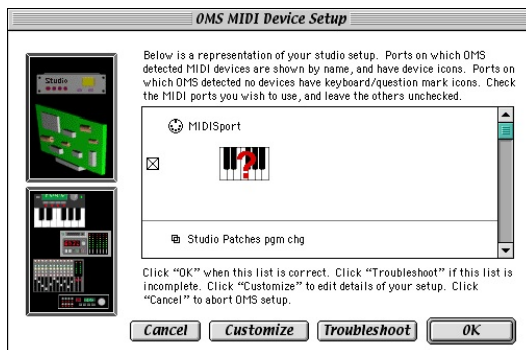 OMS MIDI Device Setup
Studio
Below is a representation of your studio setup. Ports on which OMS
detected MIDI devices are shown by name, and have device icons. Ports on
which OMS detected no devices have keyboard/question mark icons. Check
the MIDI ports you wish to use, and leave the others unchecked.
MIDISport
?
Studio Patches pgm chg
Click “OK” when this list is correct. Click “Troubleshoot” if this list is
incomplete. Click “Customize” to edit details of your setup. Click
“Cancel” to abort OMS setup.
Cancel Customize Troubleshoot OK